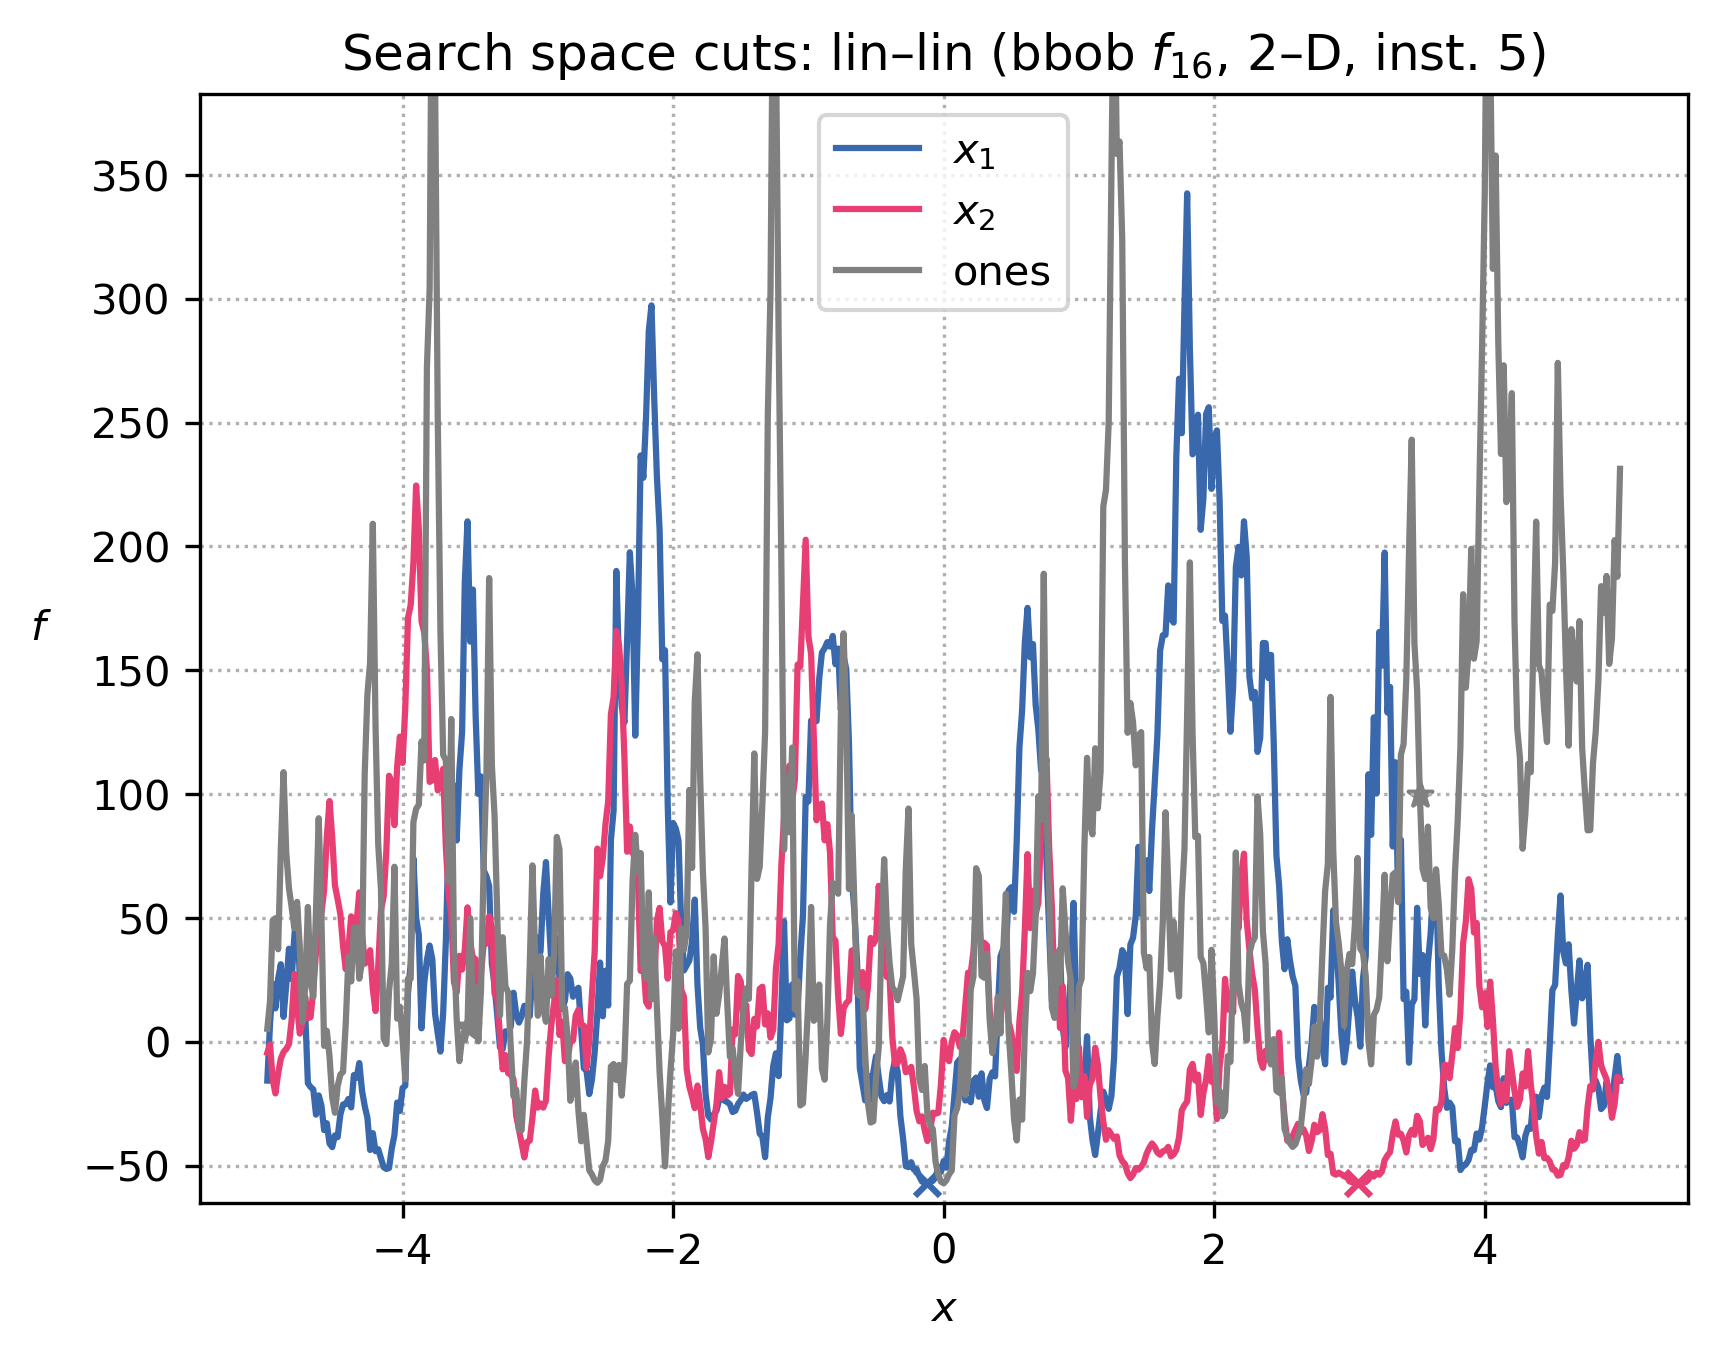 Search space cuts: lin–lin (bbob f₁₆, 2–D, inst. 5)
x₁
x₂
ones
350
300
250
200
150
100
50
0
−50
f
−4 −2 0 2 4
x